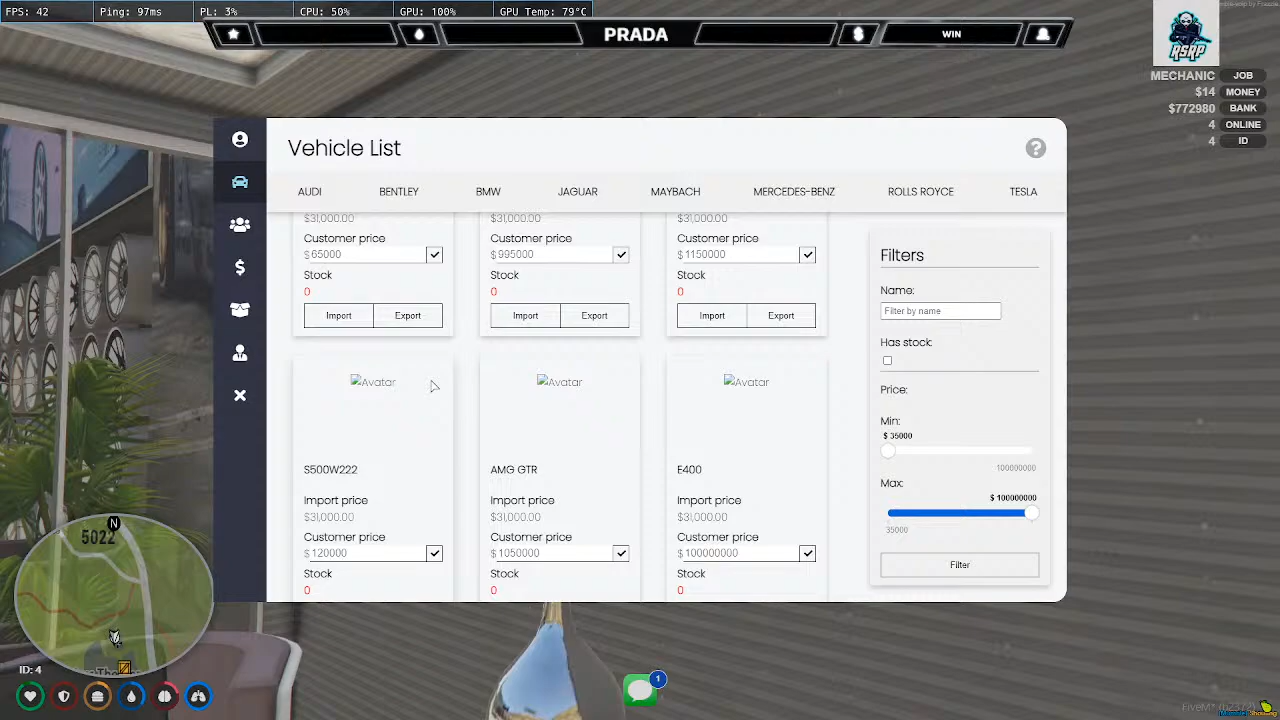 FPS: 42 Ping: 97ms PL: 3% CPU: 50% GPU: 100% GPU Temp: 79°C
PRADA
WIN
RSRP
MECHANIC JOB
$14 MONEY
$772980 BANK
4 ONLINE
4 ID
Vehicle List
?
AUDI BENTLEY BMW JAGUAR MAYBACH MERCEDES-BENZ ROLLS ROYCE TESLA
$31,000.00 $31,000.00 $31,000.00
Customer price Customer price Customer price
$ 65000 $ 995000 $ 1150000
Stock Stock Stock
0 0 0
Import Export Import Export Import Export
Avatar Avatar Avatar
S500W222 AMG GTR E400
Import price Import price Import price
$31,000.00 $31,000.00 $31,000.00
Customer price Customer price Customer price
$ 120000 $ 1050000 $ 100000000
Stock Stock Stock
0 0 0
Filters
Name:
Filter by name
Has stock:
Price:
Min:
$ 35000
100000000
Max:
$ 100000000
35000
Filter
N
5022
ID: 4
1